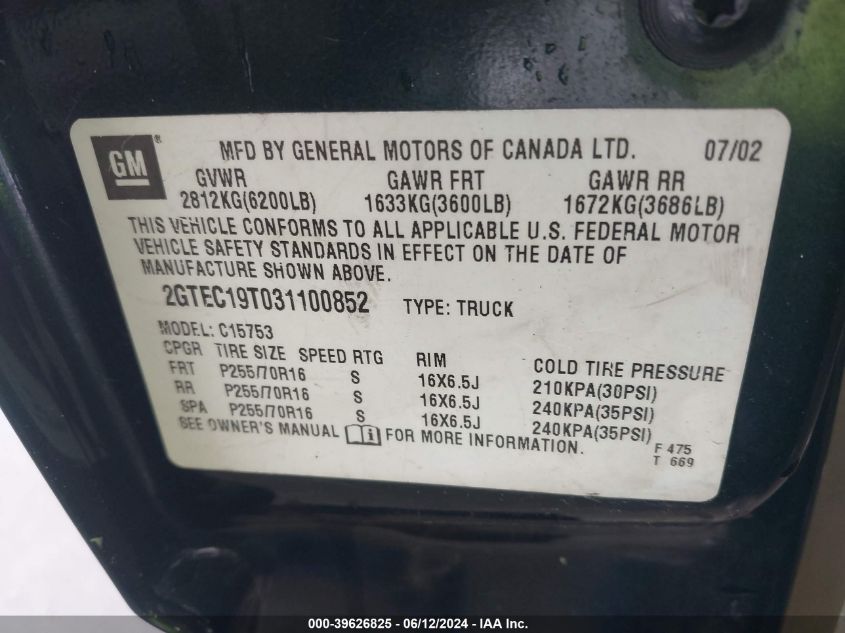 GM ® MFD BY GENERAL MOTORS OF CANADA LTD. 07/02
GVWR GAWR FRT GAWR RR
2812KG(6200LB) 1633KG(3600LB) 1672KG(3686LB)
THIS VEHICLE CONFORMS TO ALL APPLICABLE U.S. FEDERAL MOTOR
VEHICLE SAFETY STANDARDS IN EFFECT ON THE DATE OF
MANUFACTURE SHOWN ABOVE.
2GTEC19T031100852 TYPE: TRUCK
MODEL: C15753
CPGR TIRE SIZE SPEED RTG RIM COLD TIRE PRESSURE
FRT P255/70R16 S 16X6.5J 210KPA(30PSI)
RR P255/70R16 S 16X6.5J 240KPA(35PSI)
SPA P255/70R16 S 16X6.5J 240KPA(35PSI)
SEE OWNER'S MANUAL FOR MORE INFORMATION.
F 475
T 669
000-39626825 - 06/12/2024 - IAA Inc.